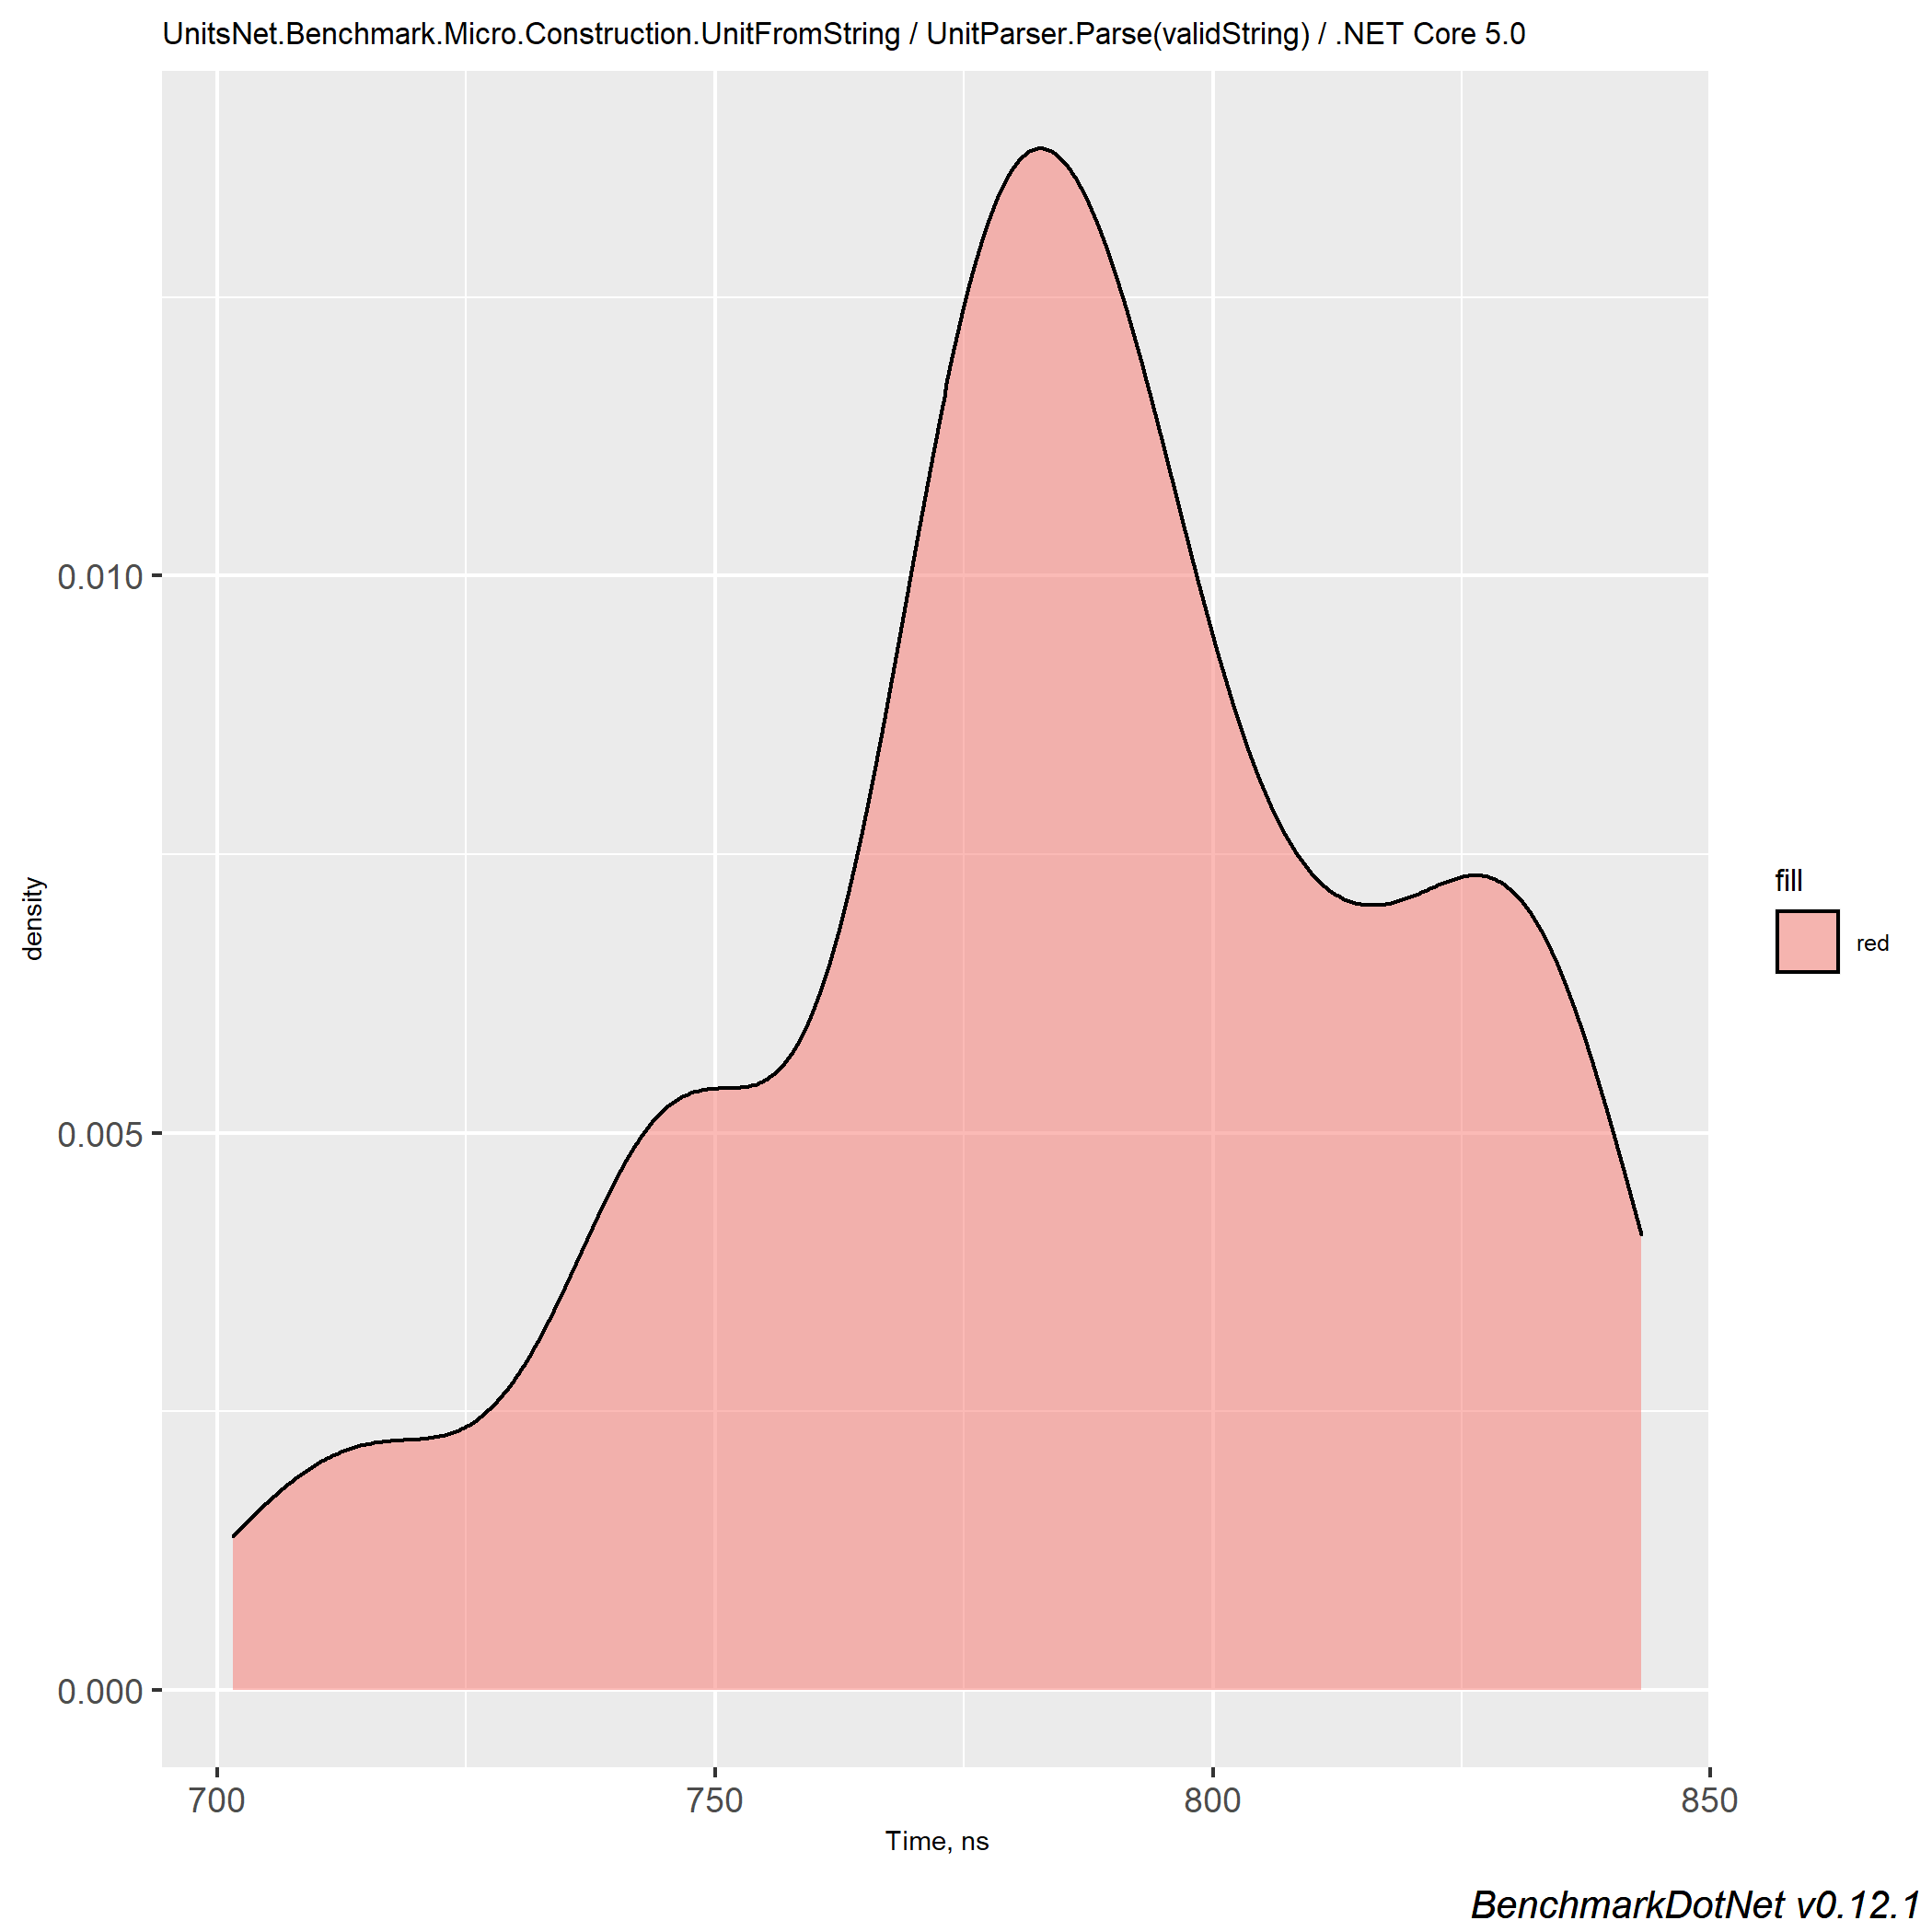 UnitsNet.Benchmark.Micro.Construction.UnitFromString / UnitParser.Parse(validString) / .NET Core 5.0
0.010
0.005
0.000
density
700 750 800 850
Time, ns
fill
red
BenchmarkDotNet v0.12.1